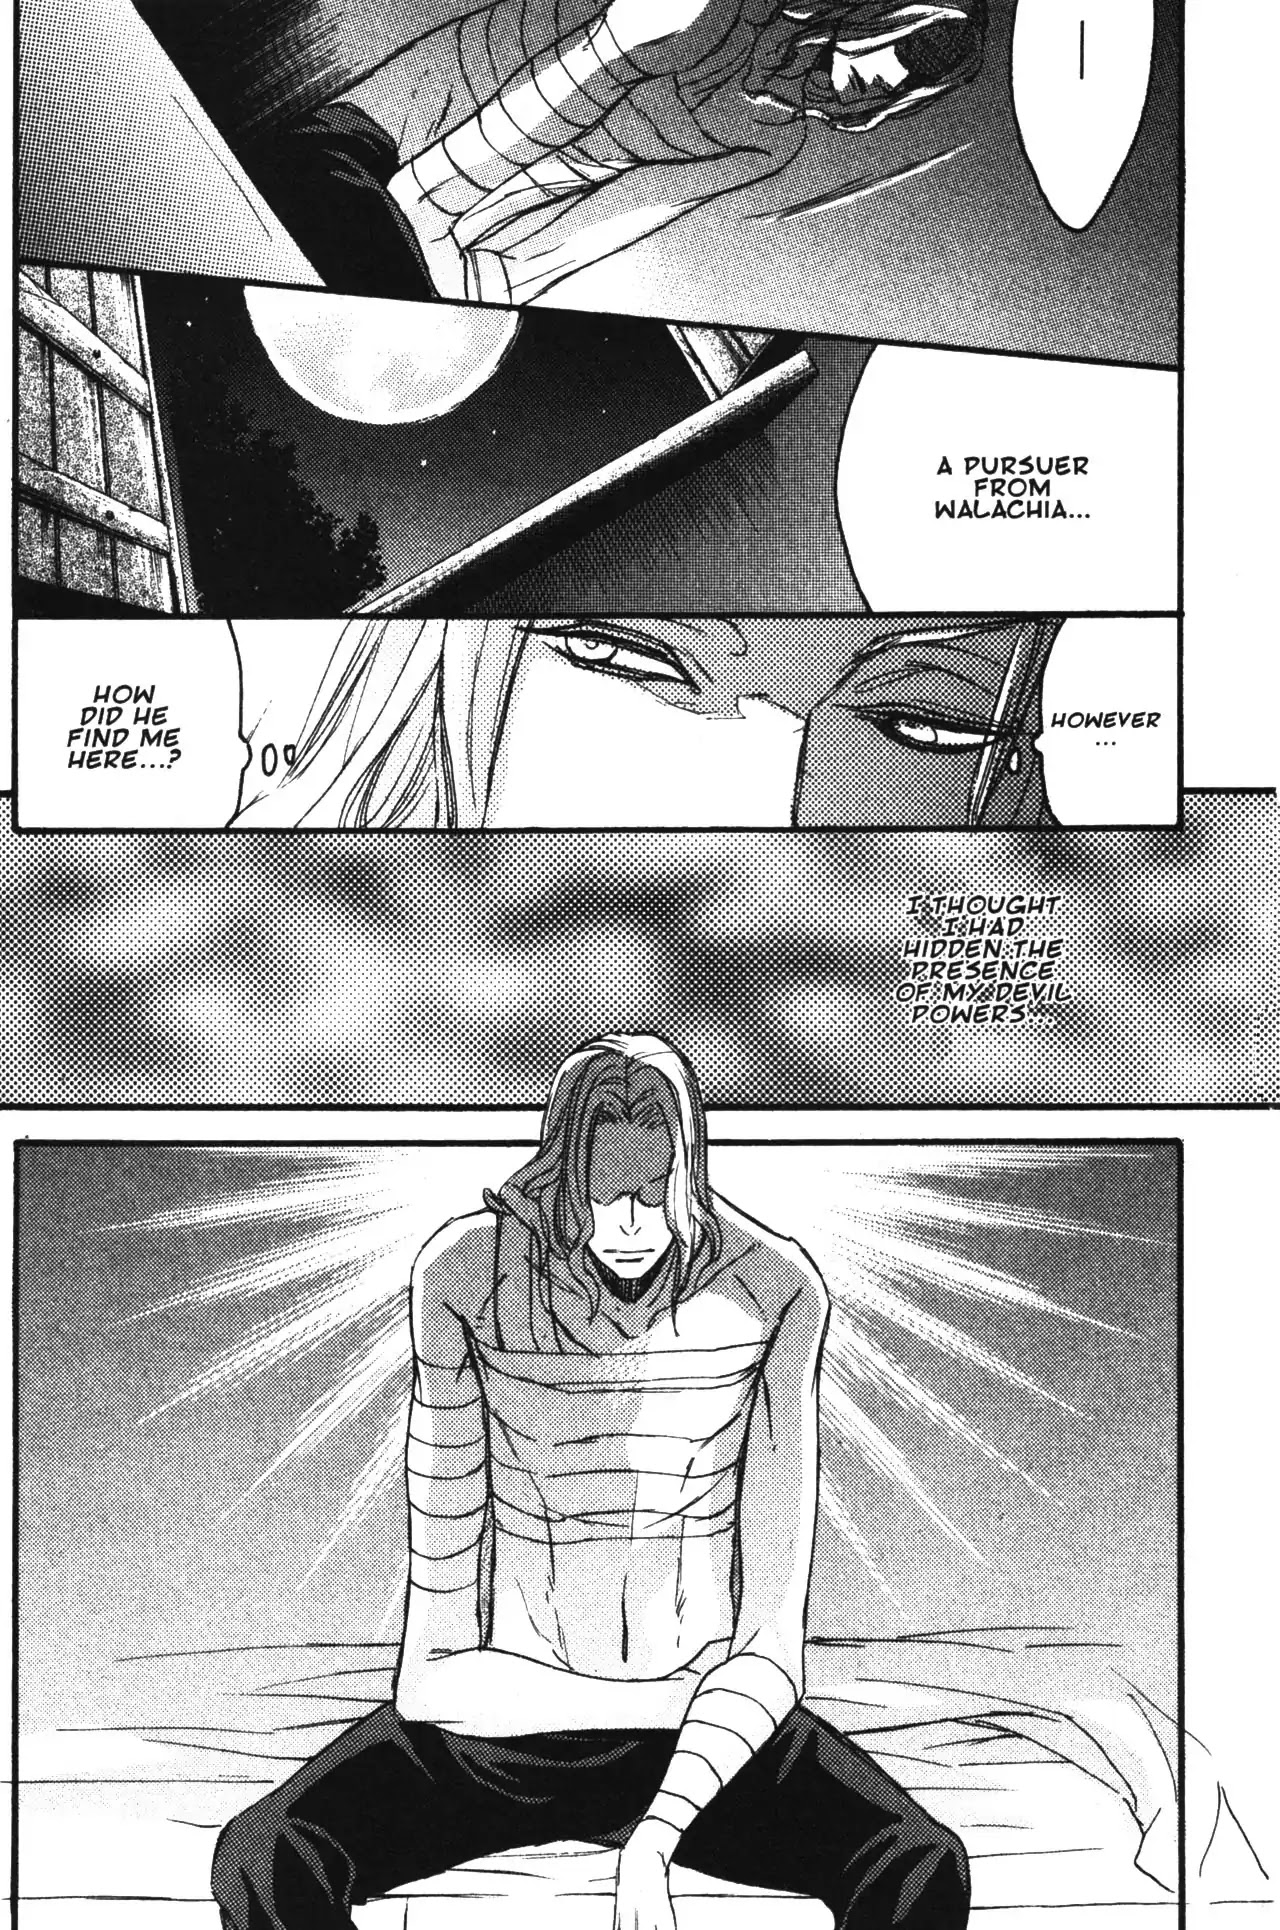 A PURSUER
FROM
WALACHIA...
HOWEVER
...
HOW
DID HE
FIND ME
HERE...?
I THOUGHT
I HAD
HIDDEN THE
PRESENCE
OF MY DEVIL
POWERS...